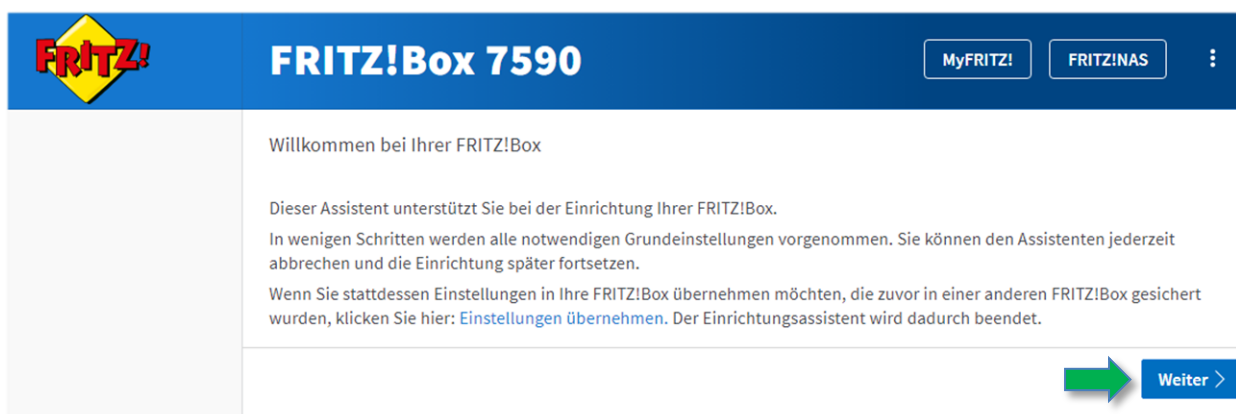 FRITZ!
FRITZ!Box 7590
MyFRITZ!
FRITZ!NAS
Willkommen bei Ihrer FRITZ!Box
Dieser Assistent unterstützt Sie bei der Einrichtung Ihrer FRITZ!Box.
In wenigen Schritten werden alle notwendigen Grundeinstellungen vorgenommen. Sie können den Assistenten jederzeit
abbrechen und die Einrichtung später fortsetzen.
Wenn Sie stattdessen Einstellungen in Ihre FRITZ!Box übernehmen möchten, die zuvor in einer anderen FRITZ!Box gesichert
wurden, klicken Sie hier: Einstellungen übernehmen. Der Einrichtungsassistent wird dadurch beendet.
Weiter